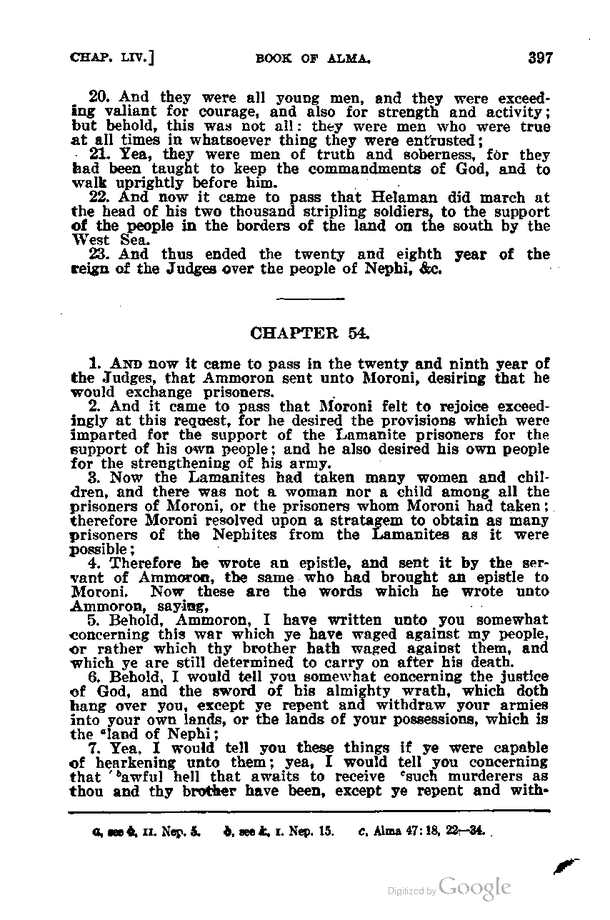 CHAP. LIV.] BOOK OF ALMA. 397
20. And they were all young men, and they were exceed-
ing valiant for courage, and also for strength and activity;
but behold, this was not all: they were men who were true
at all times in whatsoever thing they were entrusted;
21. Yea, they were men of truth and soberness, for they
had been taught to keep the commandments of God, and to
walk uprightly before him.
22. And now it came to pass that Helaman did march at
the head of his two thousand stripling soldiers, to the support
of the people in the borders of the land on the south by the
West Sea.
23. And thus ended the twenty and eighth year of the
reign of the Judges over the people of Nephi, &c.
CHAPTER 54.
1. AND now it came to pass in the twenty and ninth year of
the Judges, that Ammoron sent unto Moroni, desiring that he
would exchange prisoners.
2. And it came to pass that Moroni felt to rejoice exceed-
ingly at this request, for he desired the provisions which were
imparted for the support of the Lamanite prisoners for the
support of his own people; and he also desired his own people
for the strengthening of his army.
3. Now the Lamanites had taken many women and chil-
dren, and there was not a woman nor a child among all the
prisoners of Moroni, or the prisoners whom Moroni had taken;
therefore Moroni resolved upon a stratagem to obtain as many
prisoners of the Nephites from the Lamanites as it were
possible;
4. Therefore he wrote an epistle, and sent it by the ser-
vant of Ammoron, the same who had brought an epistle to
Moroni. Now these are the words which he wrote unto
Ammoron, saying,
5. Behold, Ammoron, I have written unto you somewhat
concerning this war which ye have waged against my people,
or rather which thy brother hath waged against them, and
which ye are still determined to carry on after his death.
6. Behold, I would tell you somewhat concerning the justice
of God, and the sword of his almighty wrath, which doth
hang over you, except ye repent and withdraw your armies
into your own lands, or the lands of your possessions, which is
the ᵃland of Nephi;
7. Yea, I would tell you these things if ye were capable
of hearkening unto them; yea, I would tell you concerning
that ᵇawful hell that awaits to receive ᶜsuch murderers as
thou and thy brother have been, except ye repent and with-
a, see b, II. Nep. 5. b, see k, I. Nep. 15. c, Alma 47:18, 22—34.
Digitized by Google